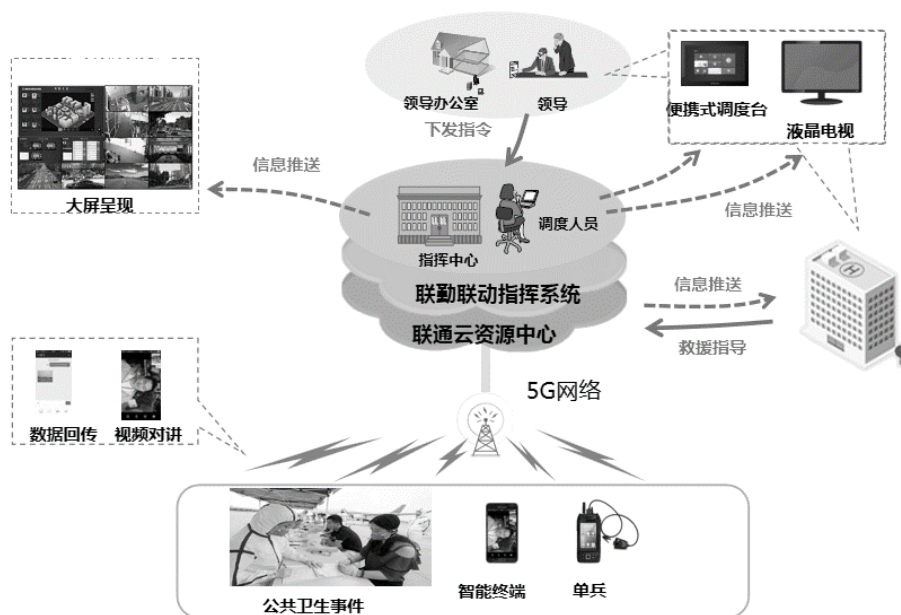 领导办公室
领导
下发指令
便携式调度台
液晶电视
信息推送
大屏呈现
指挥中心
调度人员
信息推送
联勤联动指挥系统
联通云资源中心
信息推送
救援指导
5G网络
数据回传
视频对讲
公共卫生事件
智能终端
单兵